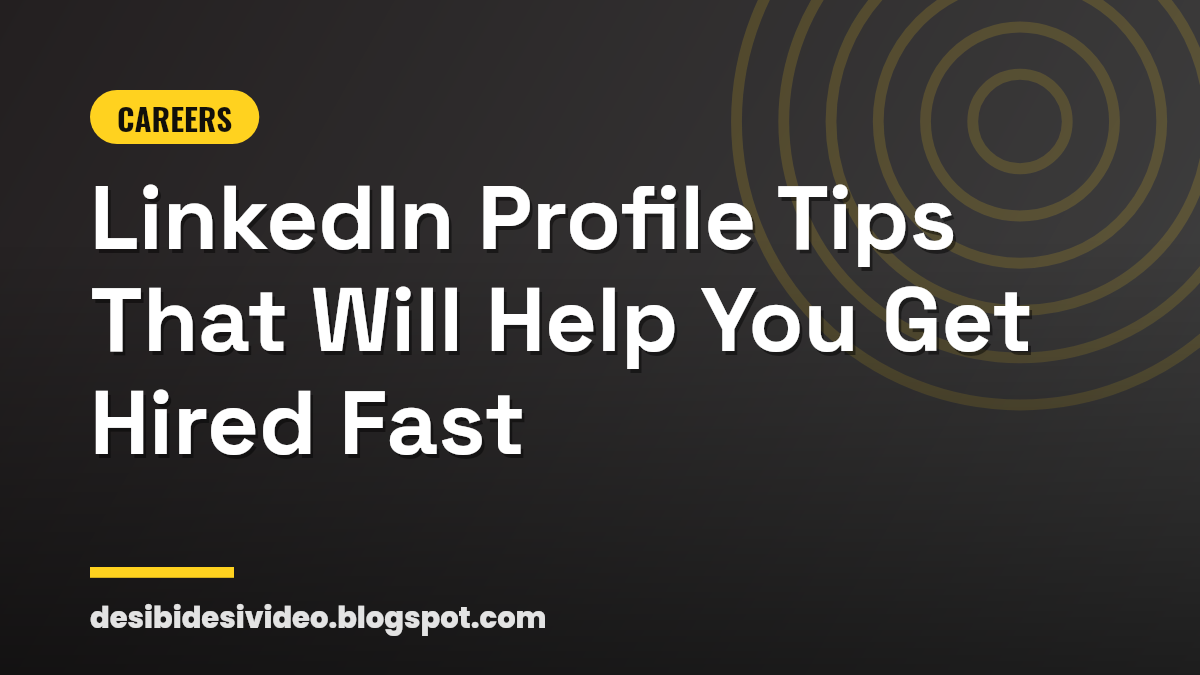 CAREERS
LinkedIn Profile Tips
That Will Help You Get
Hired Fast
desibidesivideo.blogspot.com